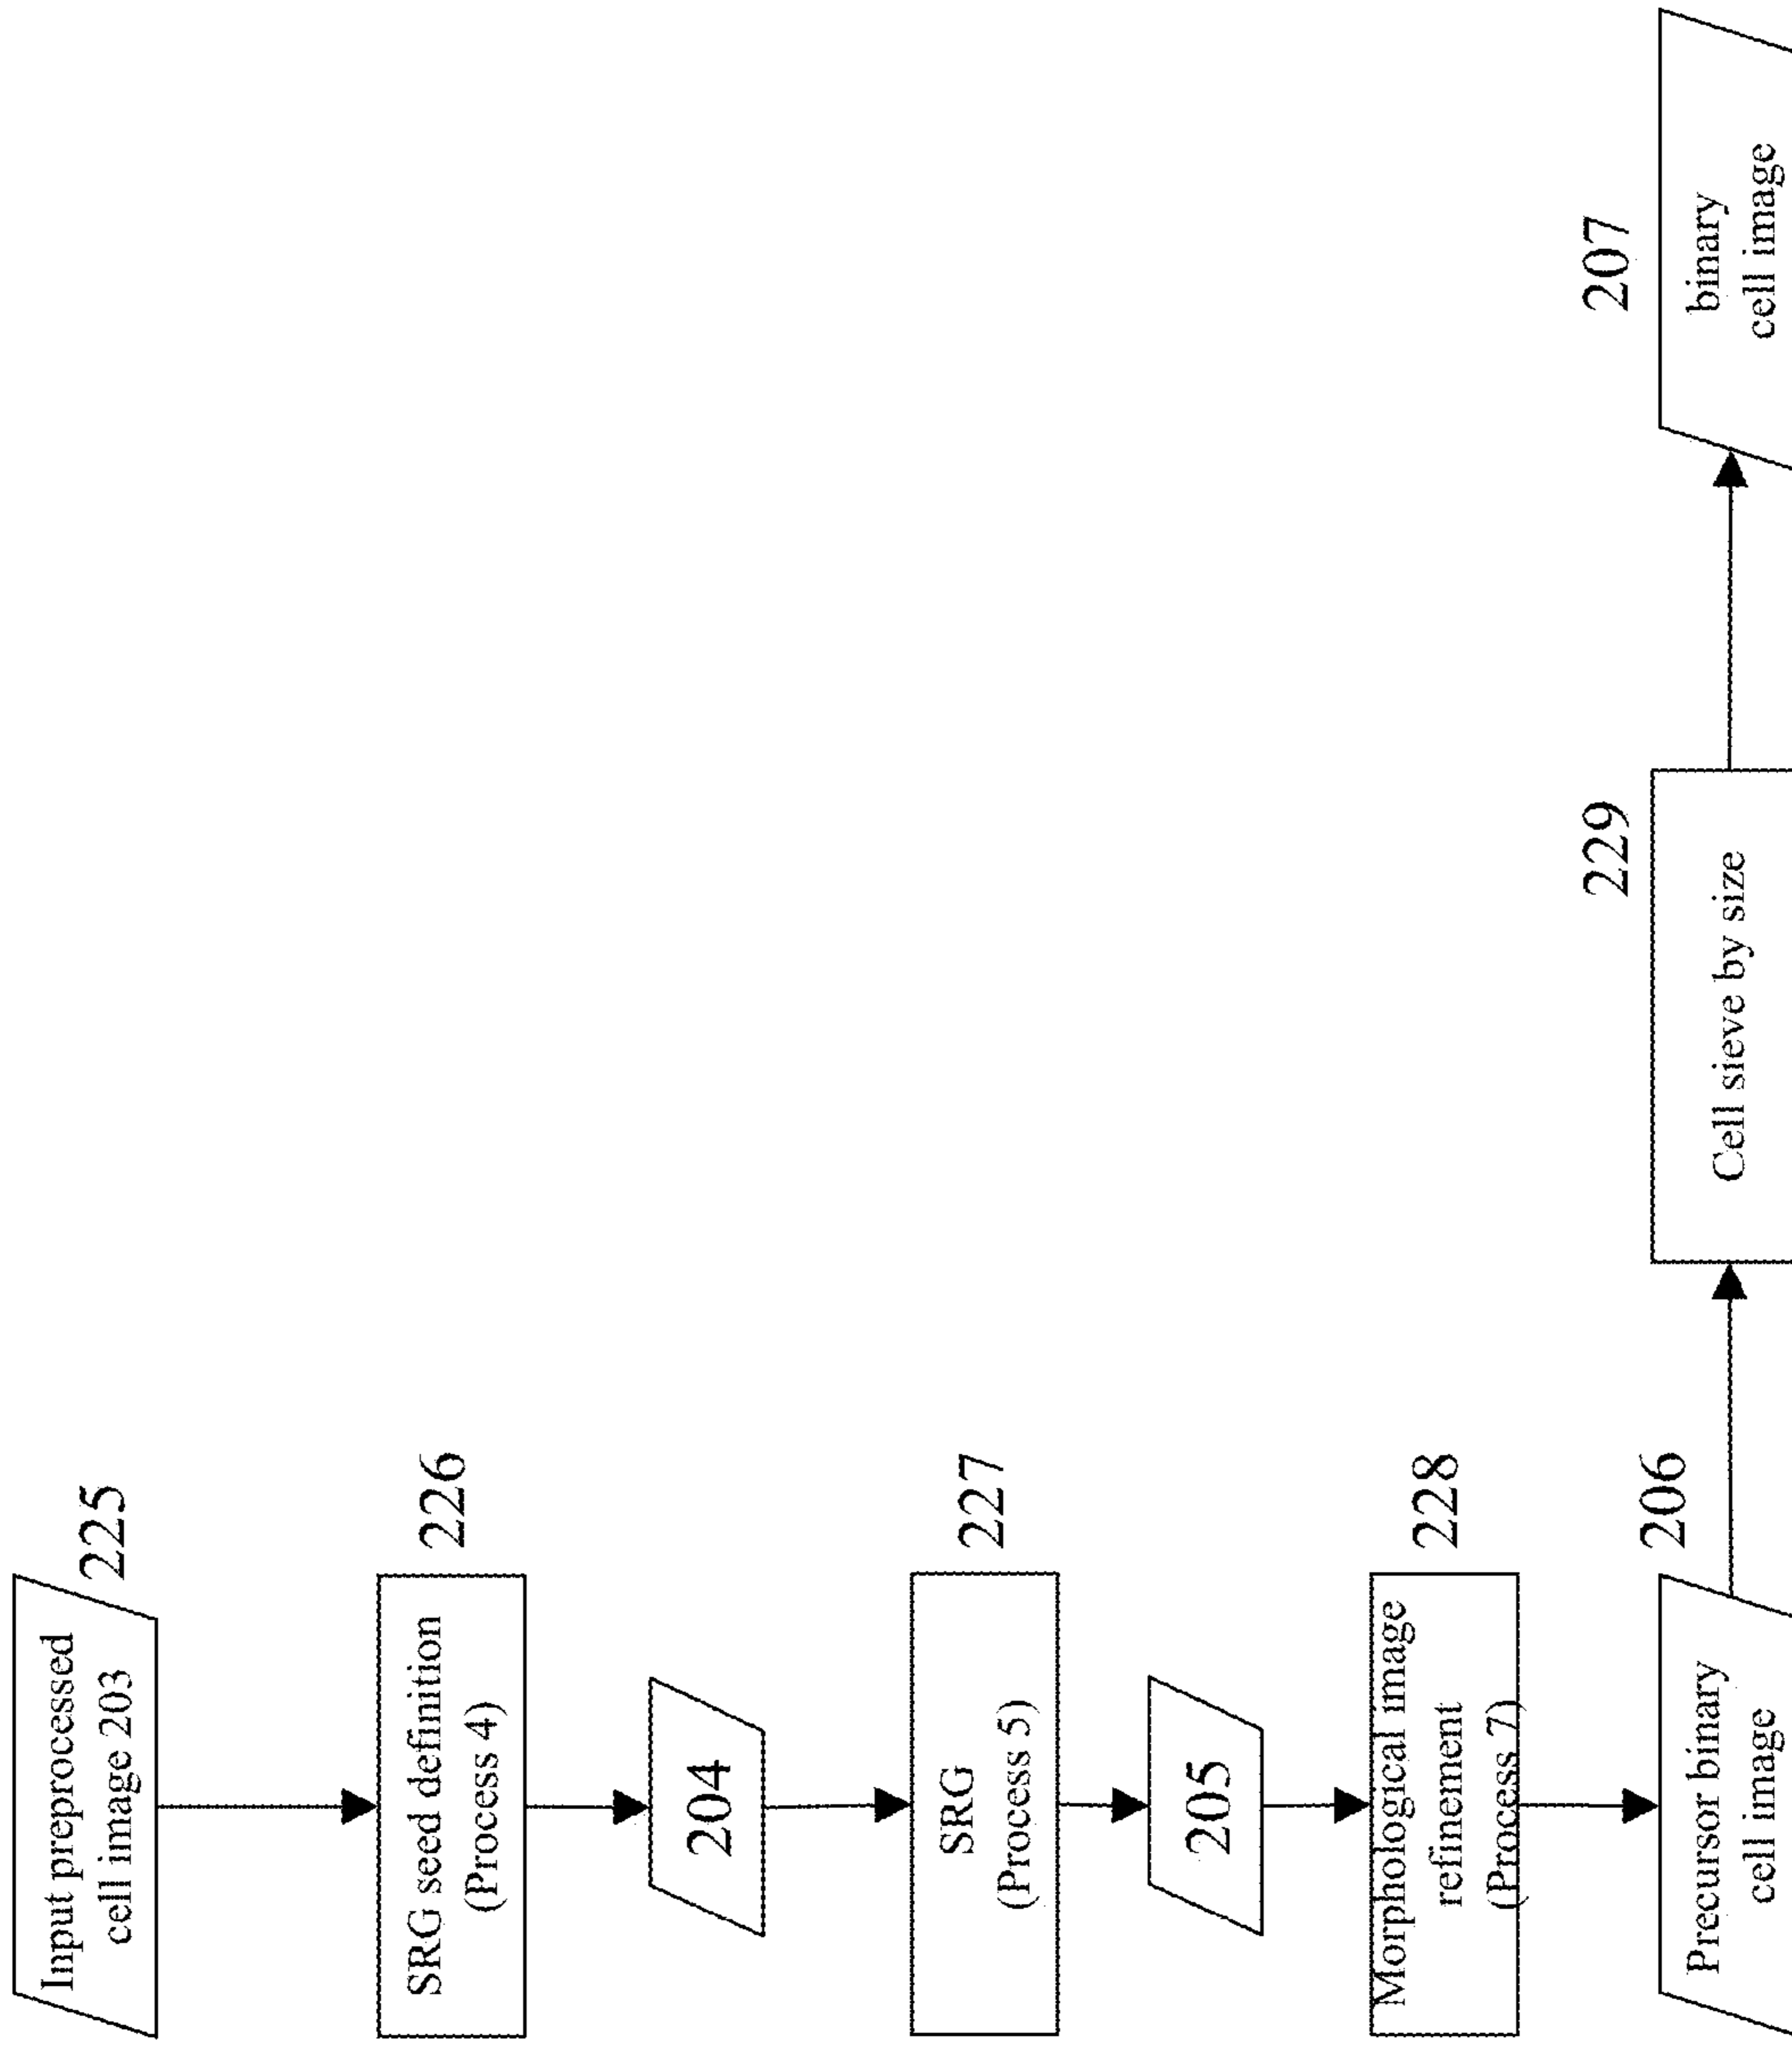 Input preprocessed
cell image 203
225
SRG seed definition
(Process 4)
226
204
SRG
(Process 5)
227
205
Morphological image
refinement
(Process 7)
228
Precursor binary
cell image
206
Cell sieve by size
229
binary
cell image
207